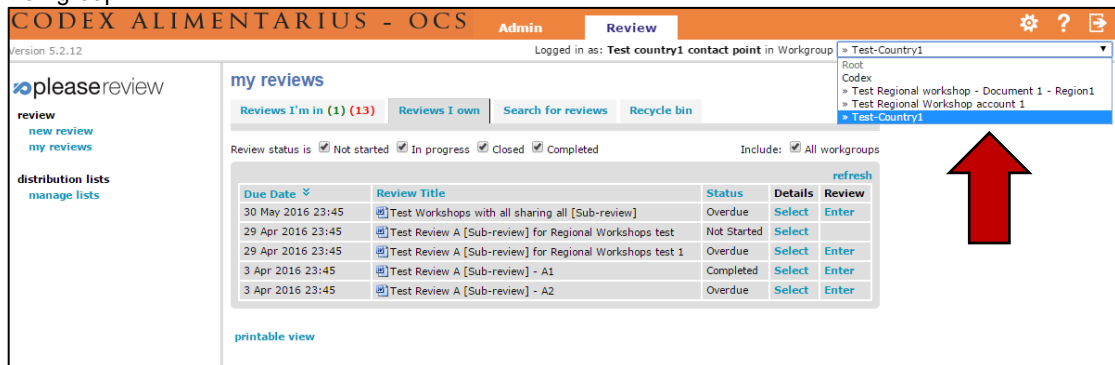 CODEX ALIMENTARIUS - OCS Admin Review ?
Version 5.2.12 Logged in as: Test country1 contact point in Workgroup » Test-Country1
Root
Codex
» Test Regional workshop - Document 1 - Region1
» Test Regional Workshop account 1
» Test-Country1
pleasereview
review
new review
my reviews
distribution lists
manage lists
my reviews
Reviews I'm in (1) (13) Reviews I own Search for reviews Recycle bin
Review status is Not started In progress Closed Completed Include: All workgroups
refresh
Due Date Review Title Status Details Review
30 May 2016 23:45 Test Workshops with all sharing all [Sub-review] Overdue Select Enter
29 Apr 2016 23:45 Test Review A [Sub-review] for Regional Workshops test Not Started Select
29 Apr 2016 23:45 Test Review A [Sub-review] for Regional Workshops test 1 Overdue Select Enter
3 Apr 2016 23:45 Test Review A [Sub-review] - A1 Completed Select Enter
3 Apr 2016 23:45 Test Review A [Sub-review] - A2 Overdue Select Enter
printable view